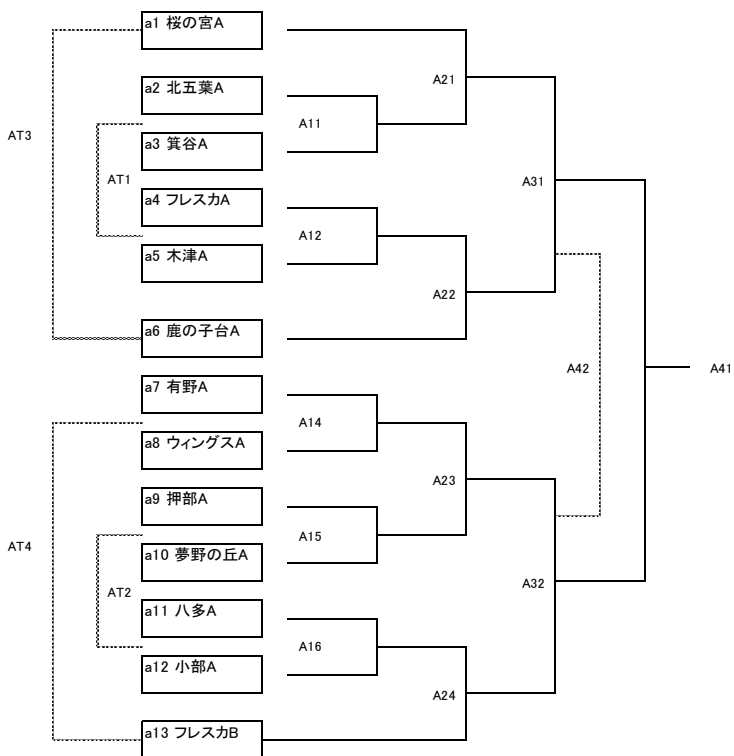 a1 桜の宮A
A21
a2 北五葉A
A11
AT3
a3 箕谷A
AT1
A31
a4 フレスカA
A12
a5 木津A
A22
a6 鹿の子台A
A42
A41
a7 有野A
A14
a8 ウィングスA
A23
a9 押部A
A15
AT4
a10 夢野の丘A
A32
AT2
a11 八多A
A16
a12 小部A
A24
a13 フレスカB